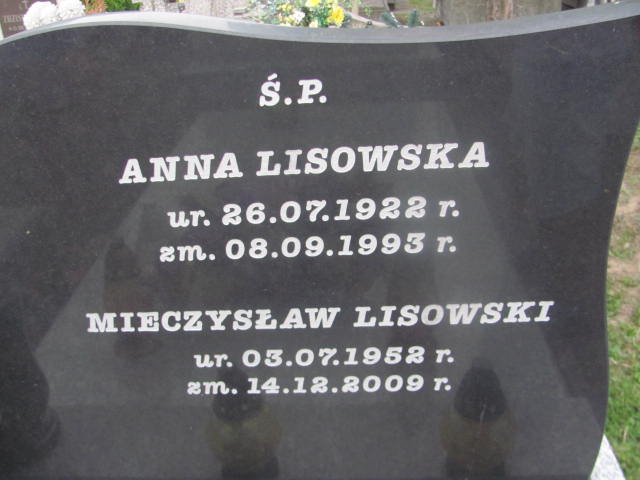 Ś.P.
ANNA LISOWSKA
ur. 26.07.1922 r.
zm. 08.09.1993 r.
MIECZYSŁAW LISOWSKI
ur. 03.07.1952 r.
zm. 14.12.2009 r.